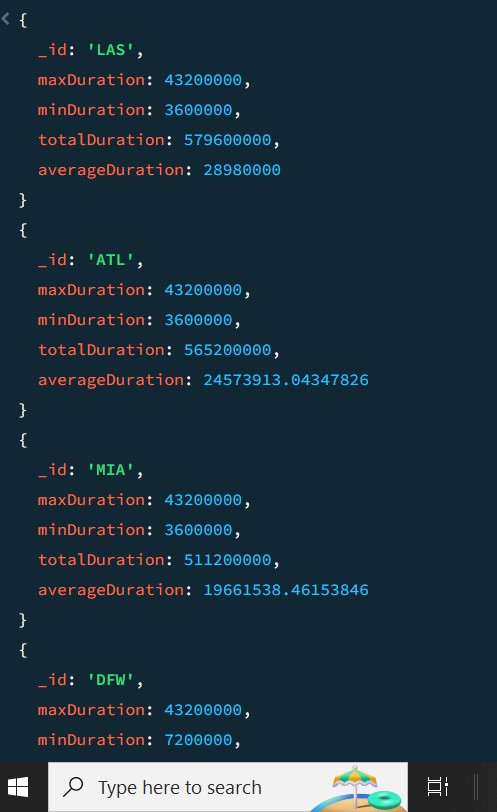 {
_id: 'LAS',
maxDuration: 43200000,
minDuration: 3600000,
totalDuration: 579600000,
averageDuration: 28980000
}
{
_id: 'ATL',
maxDuration: 43200000,
minDuration: 3600000,
totalDuration: 565200000,
averageDuration: 24573913.04347826
}
{
_id: 'MIA',
maxDuration: 43200000,
minDuration: 3600000,
totalDuration: 511200000,
averageDuration: 19661538.46153846
}
{
_id: 'DFW',
maxDuration: 43200000,
minDuration: 7200000,
Type here to search